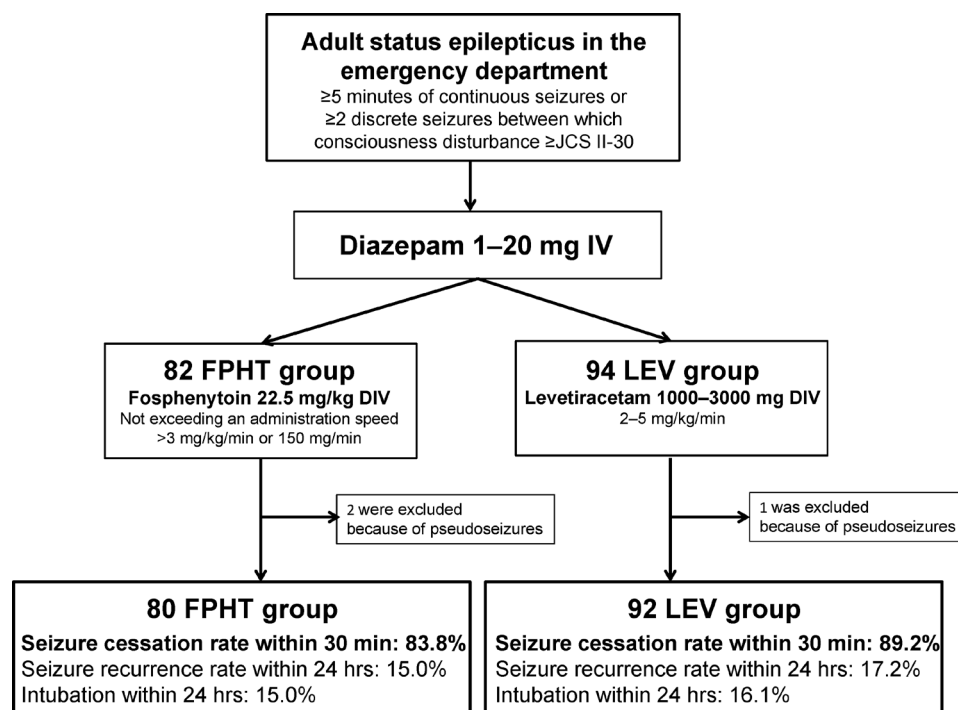 Adult status epilepticus in the
emergency department
≥5 minutes of continuous seizures or
≥2 discrete seizures between which
consciousness disturbance ≥JCS II-30
Diazepam 1–20 mg IV
82 FPHT group
Fosphenytoin 22.5 mg/kg DIV
Not exceeding an administration speed
>3 mg/kg/min or 150 mg/min
94 LEV group
Levetiracetam 1000–3000 mg DIV
2–5 mg/kg/min
2 were excluded
because of pseudoseizures
1 was excluded
because of pseudoseizures
80 FPHT group
Seizure cessation rate within 30 min: 83.8%
Seizure recurrence rate within 24 hrs: 15.0%
Intubation within 24 hrs: 15.0%
92 LEV group
Seizure cessation rate within 30 min: 89.2%
Seizure recurrence rate within 24 hrs: 17.2%
Intubation within 24 hrs: 16.1%